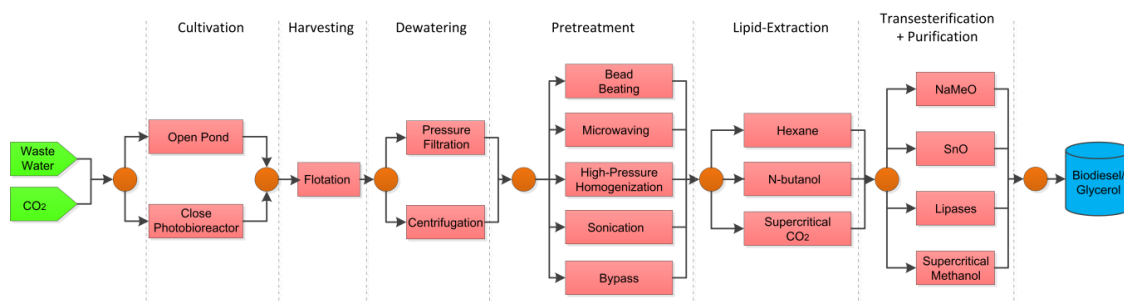 Cultivation
Harvesting
Dewatering
Pretreatment
Lipid-Extraction
Transesterification
+ Purification
Waste
Water
CO2
Open Pond
Close
Photobioreactor
Flotation
Pressure
Filtration
Centrifugation
Bead
Beating
Microwaving
High-Pressure
Homogenization
Sonication
Bypass
Hexane
N-butanol
Supercritical
CO2
NaMeO
SnO
Lipases
Supercritical
Methanol
Biodiesel/
Glycerol